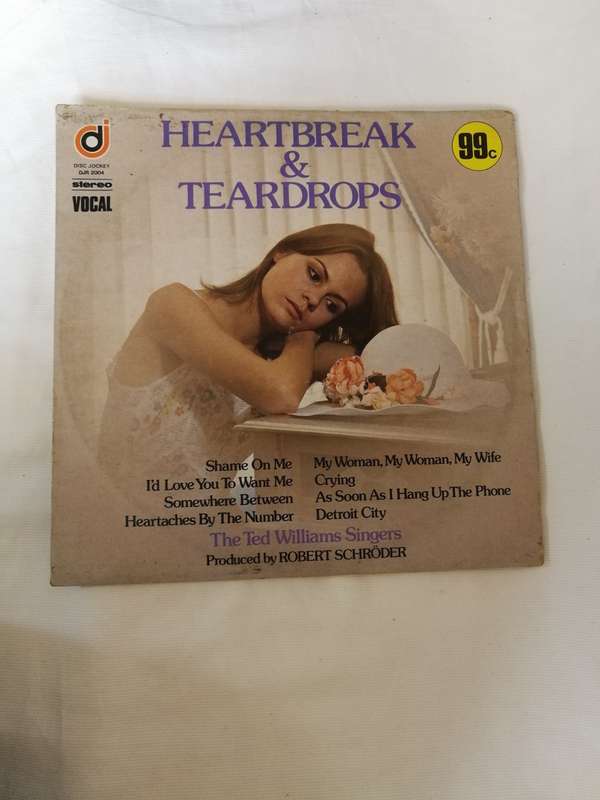 dj
DISC JOCKEY
DJR 2004
stereo
VOCAL
HEARTBREAK
&
TEARDROPS
99c
Shame On Me
I'd Love You To Want Me
Somewhere Between
Heartaches By The Number
My Woman, My Woman, My Wife
Crying
As Soon As I Hang Up The Phone
Detroit City
The Ted Williams Singers
Produced by ROBERT SCHRÖDER